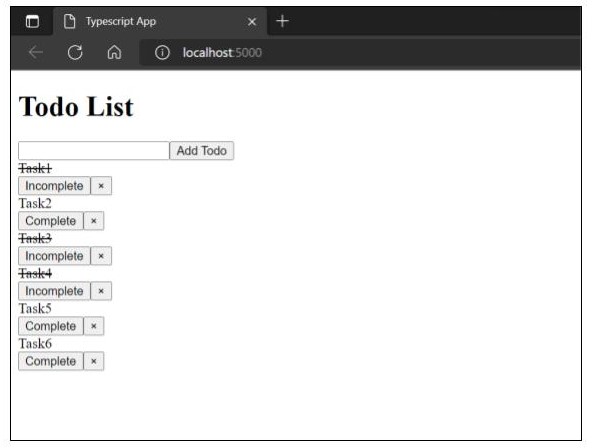 Typescript App
localhost:5000
Todo List
Add Todo
Task1
Incomplete ×
Task2
Complete ×
Task3
Incomplete ×
Task4
Incomplete ×
Task5
Complete ×
Task6
Complete ×